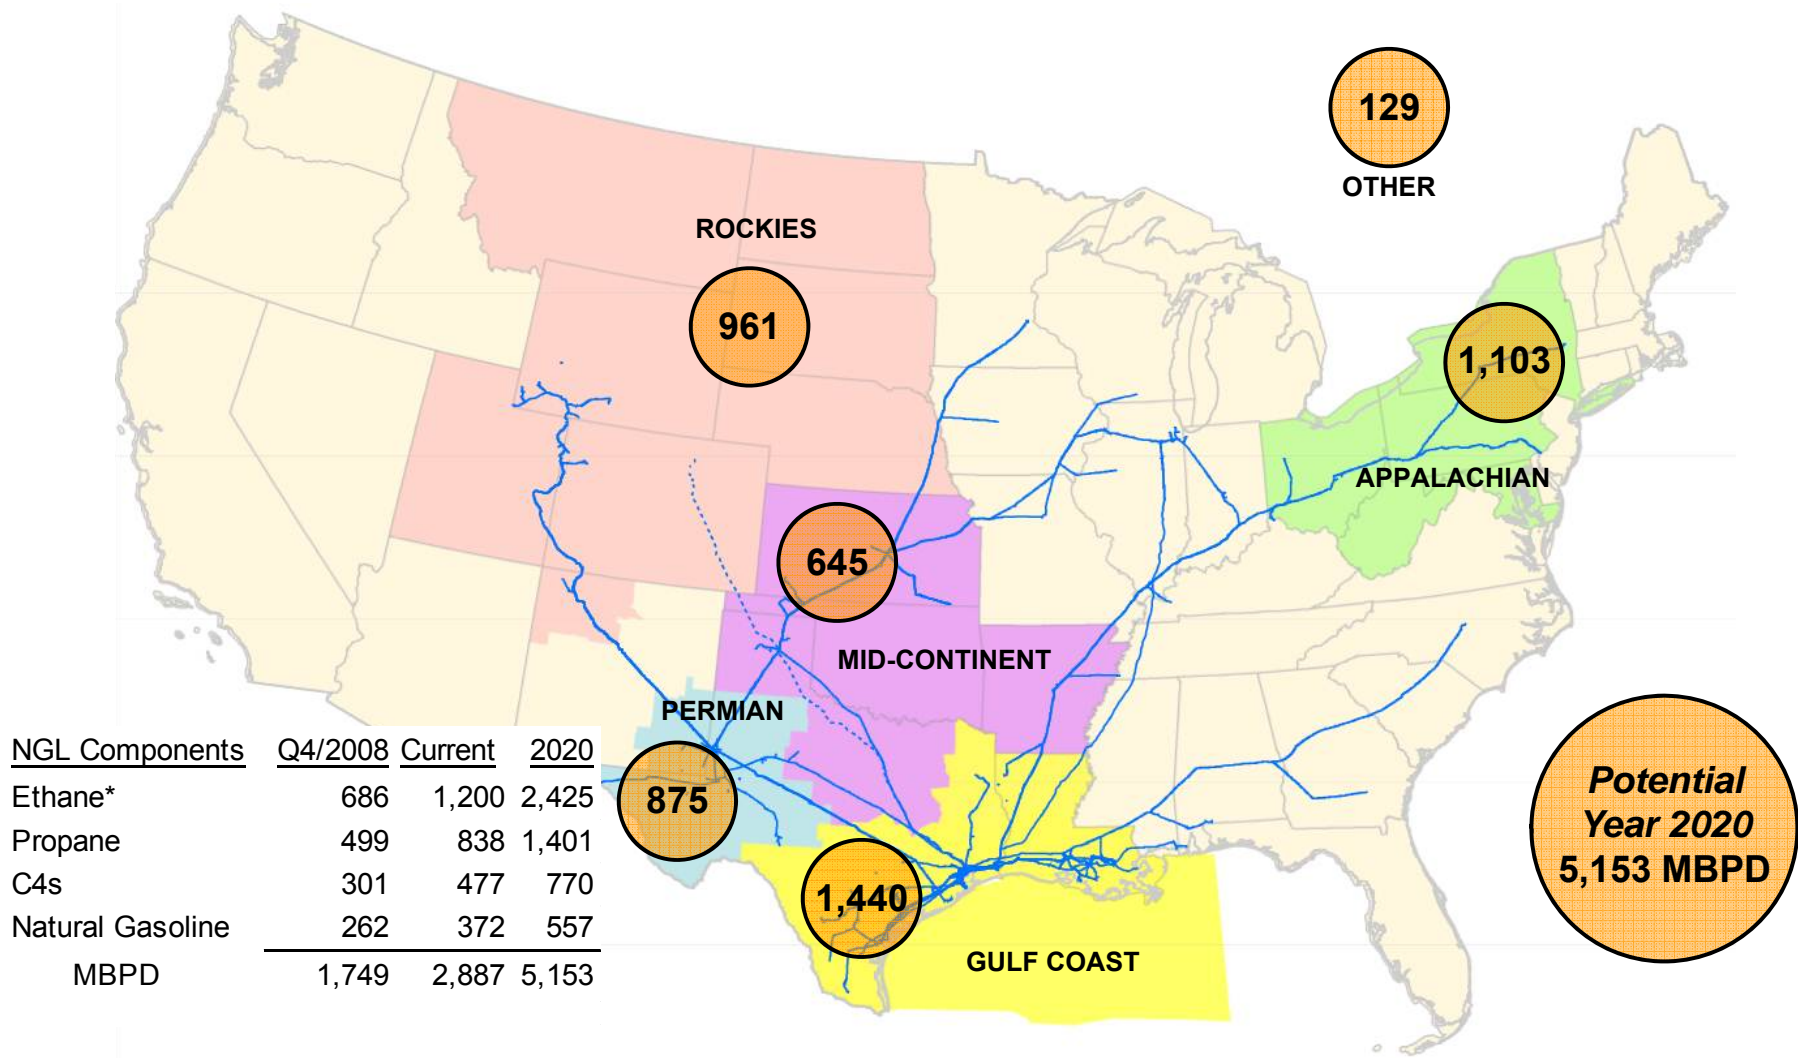 129
OTHER
ROCKIES
961
1,103
APPALACHIAN
645
MID-CONTINENT
PERMIAN
875
1,440
GULF COAST
NGL Components Q4/2008 Current 2020
Ethane* 686 1,200 2,425
Propane 499 838 1,401
C4s 301 477 770
Natural Gasoline 262 372 557
MBPD 1,749 2,887 5,153
Potential
Year 2020
5,153 MBPD